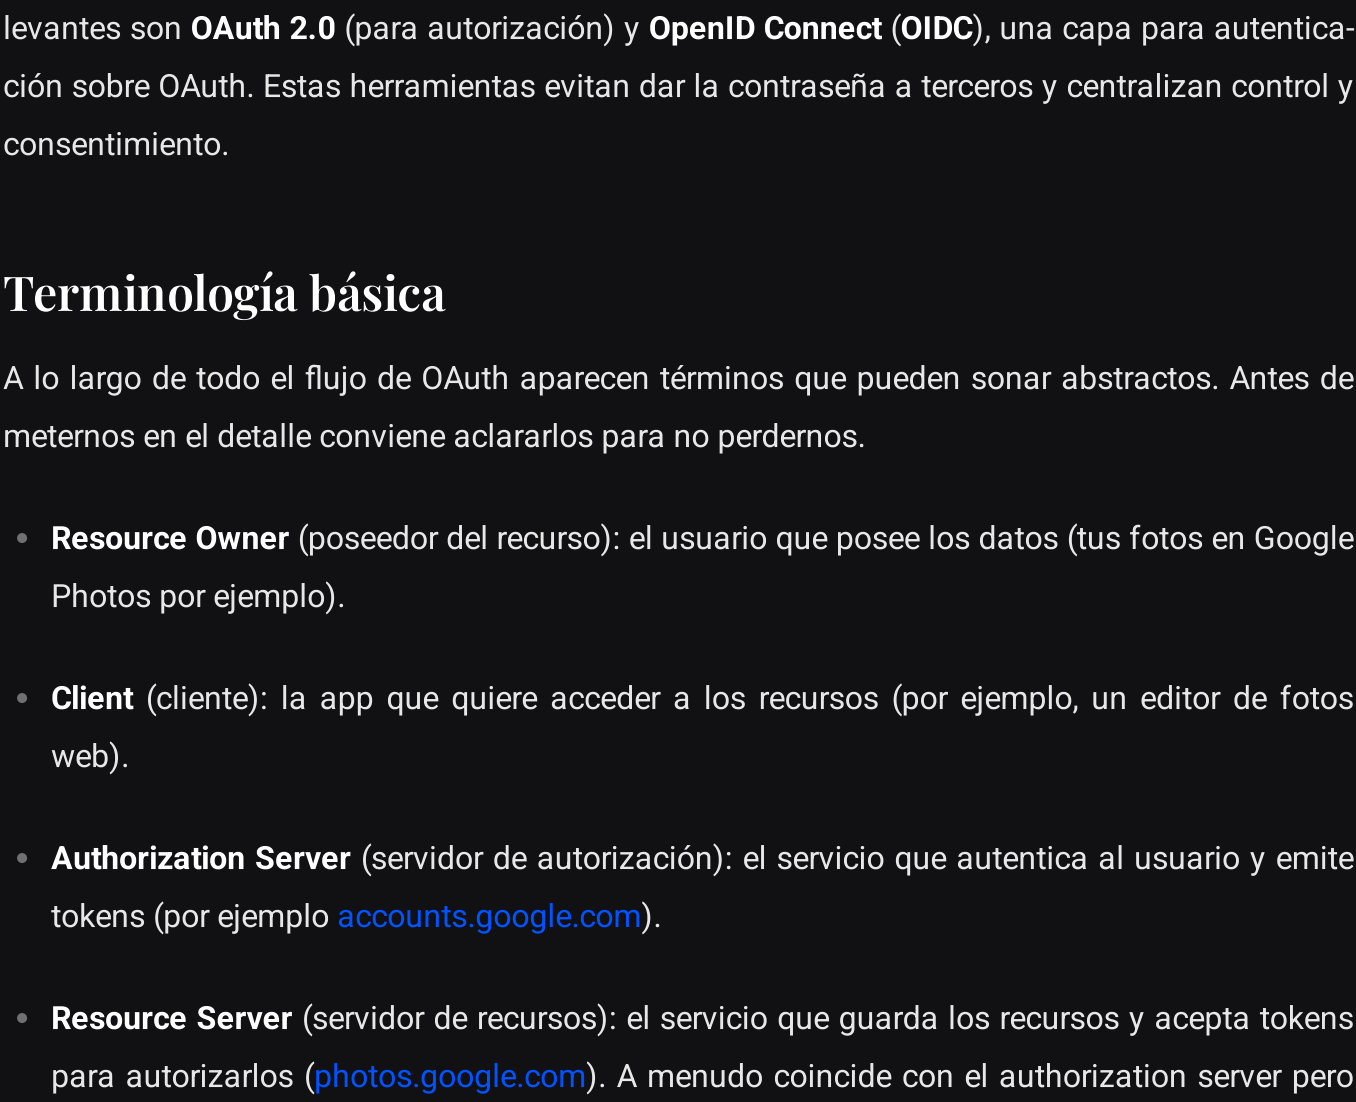 levantes son OAuth 2.0 (para autorización) y OpenID Connect (OIDC), una capa para autentica-
ción sobre OAuth. Estas herramientas evitan dar la contraseña a terceros y centralizan control y
consentimiento.
Terminología básica
A lo largo de todo el flujo de OAuth aparecen términos que pueden sonar abstractos. Antes de
meternos en el detalle conviene aclararlos para no perdernos.
• Resource Owner (poseedor del recurso): el usuario que posee los datos (tus fotos en Google
Photos por ejemplo).
• Client (cliente): la app que quiere acceder a los recursos (por ejemplo, un editor de fotos
web).
• Authorization Server (servidor de autorización): el servicio que autentica al usuario y emite
tokens (por ejemplo accounts.google.com).
• Resource Server (servidor de recursos): el servicio que guarda los recursos y acepta tokens
para autorizarlos (photos.google.com). A menudo coincide con el authorization server pero